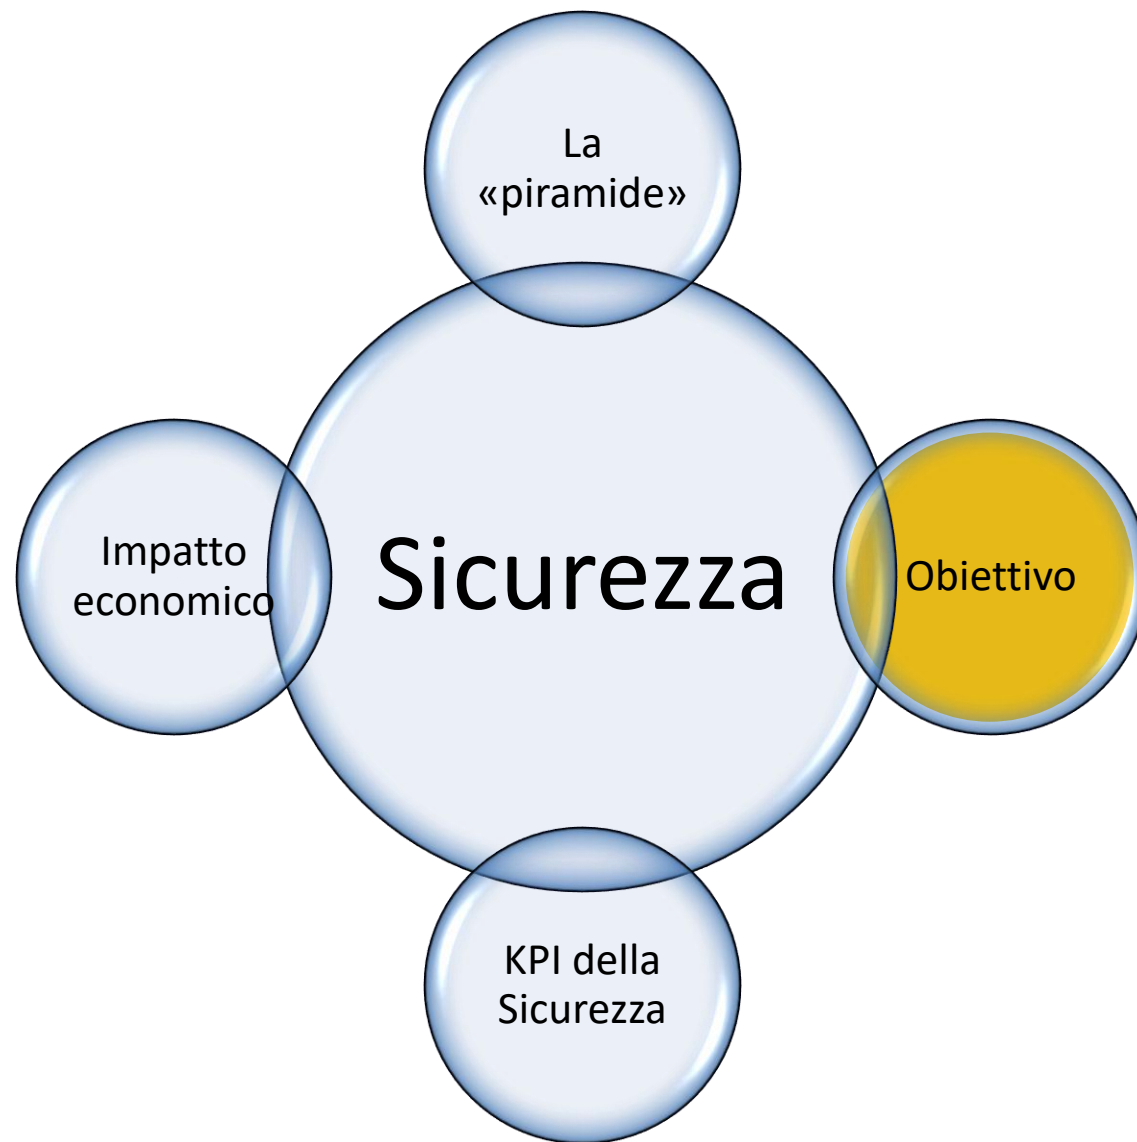 La
«piramide»
Impatto
economico
Sicurezza
Obiettivo
KPI della
Sicurezza